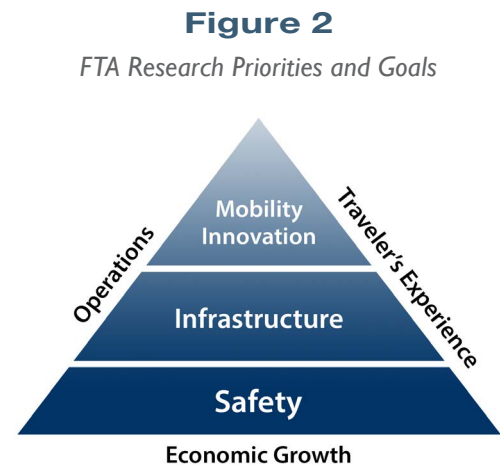 Figure 2
FTA Research Priorities and Goals
Mobility
Innovation
Operations
Traveler's Experience
Infrastructure
Safety
Economic Growth